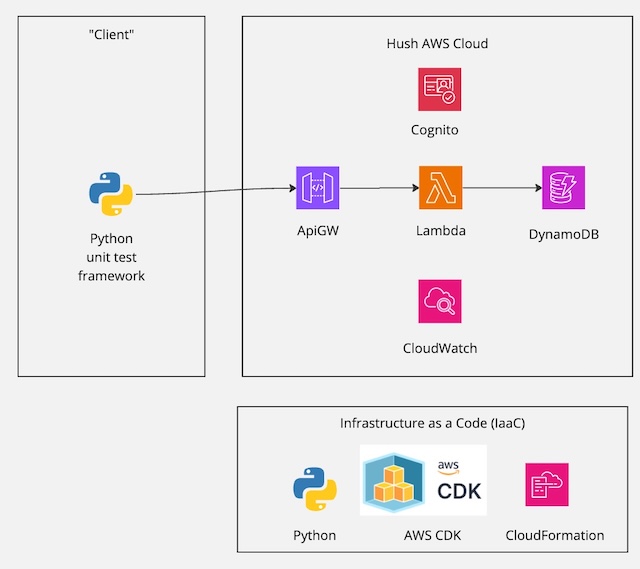 "Client"
Python
unit test
framework
Hush AWS Cloud
Cognito
ApiGW
Lambda
DynamoDB
CloudWatch
Infrastructure as a Code (IaaC)
aws
CDK
Python
AWS CDK
CloudFormation